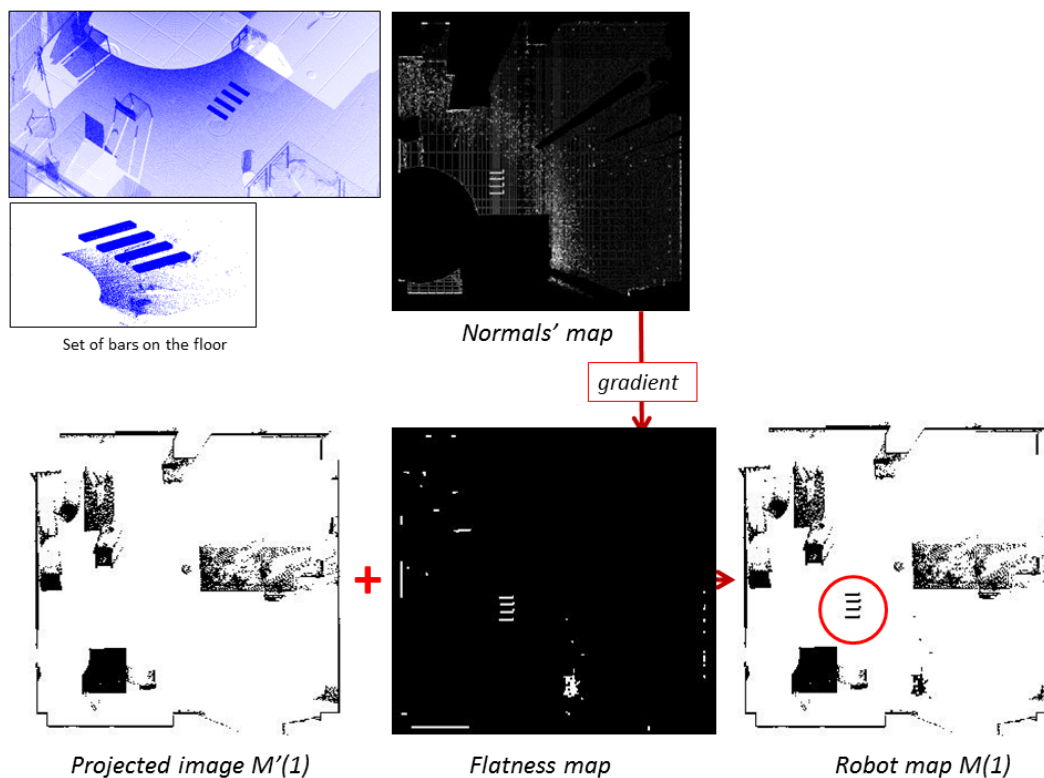 Set of bars on the floor
Normals’ map
gradient
+
Projected image M’(1)
Flatness map
Robot map M(1)